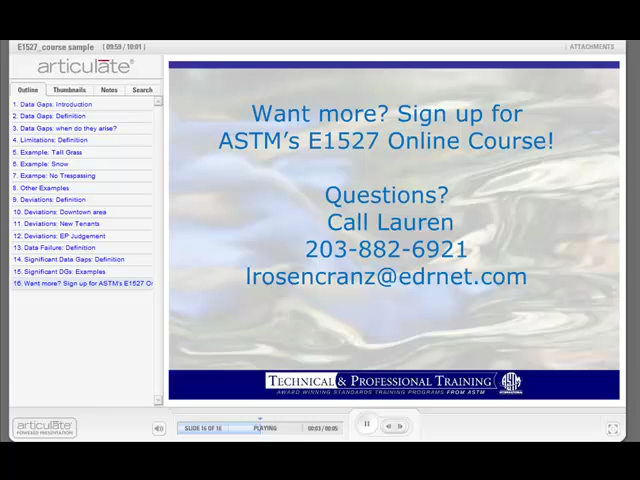 E1527_course sample
( 09:59 / 10:01 )
ATTACHMENTS
articulate®
Outline
Thumbnails
Notes
Search
1. Data Gaps: Introduction
2. Data Gaps: Definition
3. Data Gaps: when do they arise?
4. Limitations: Definition
5. Example: Tall Grass
6. Example: Snow
7. Exampe: No Trespassing
8. Other Examples
9. Deviations: Definition
10. Deviations: Downtown area
11. Deviations: New Tenants
12. Deviations: EP Judgement
13. Data Failure: Definition
14. Significant Data Gaps: Definition
15. Significant DGs: Examples
16. Want more? Sign up for ASTM's E1527 O
Want more? Sign up for
ASTM's E1527 Online Course!
Questions?
Call Lauren
203-882-6921
lrosencranz@edrnet.com
TECHNICAL & PROFESSIONAL TRAINING
AWARD WINNING STANDARDS TRAINING PROGRAMS FROM ASTM
ASTM
INTERNATIONAL
articulate®
POWERED PRESENTATION
SLIDE 16 OF 16
PLAYING
00:03 / 00:05